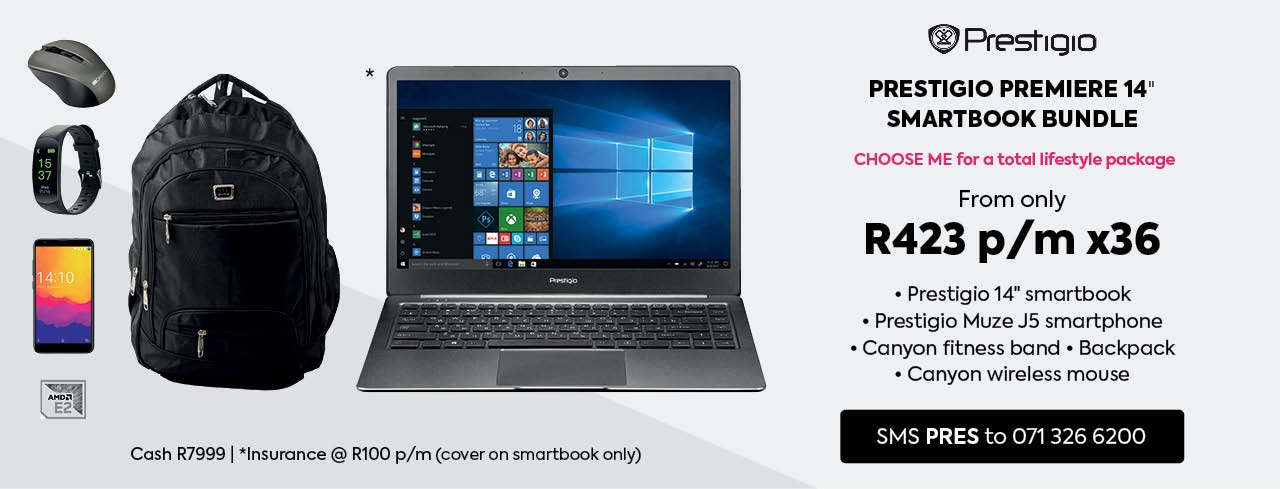 Prestigio
PRESTIGIO PREMIERE 14"
SMARTBOOK BUNDLE
CHOOSE ME for a total lifestyle package
From only
R423 p/m x36
• Prestigio 14" smartbook
• Prestigio Muze J5 smartphone
• Canyon fitness band • Backpack
• Canyon wireless mouse
SMS PRES to 071 326 6200
*
15
37
14:10
AMD
E2
18
Ps
Prestigio
Cash R7999 | *Insurance @ R100 p/m (cover on smartbook only)